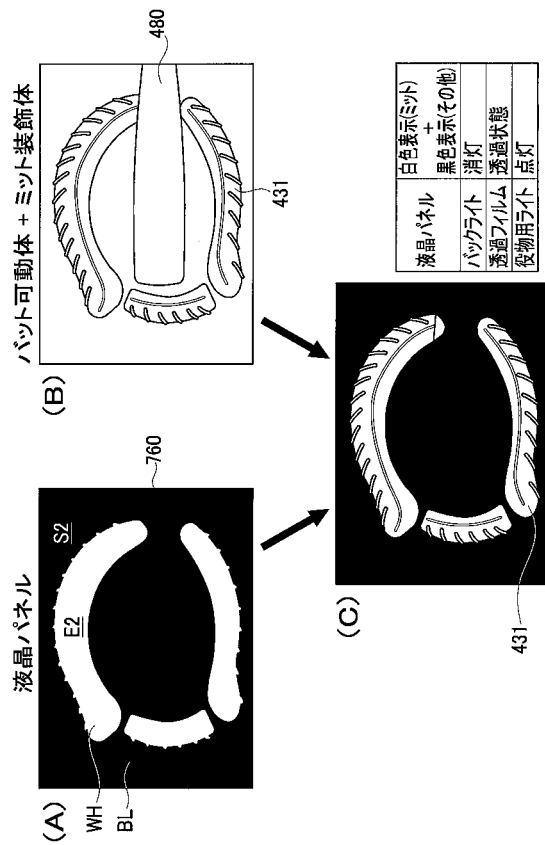 液晶パネル
(A)
WH
BL
E2
S2
760
バット可動体 + ミット装飾体
(B)
480
431
(C)
431
液晶パネル 白色表示(ミット)
+
黒色表示(その他)
バックライト 消灯
透過フィルム 透過状態
役物用ライト 点灯